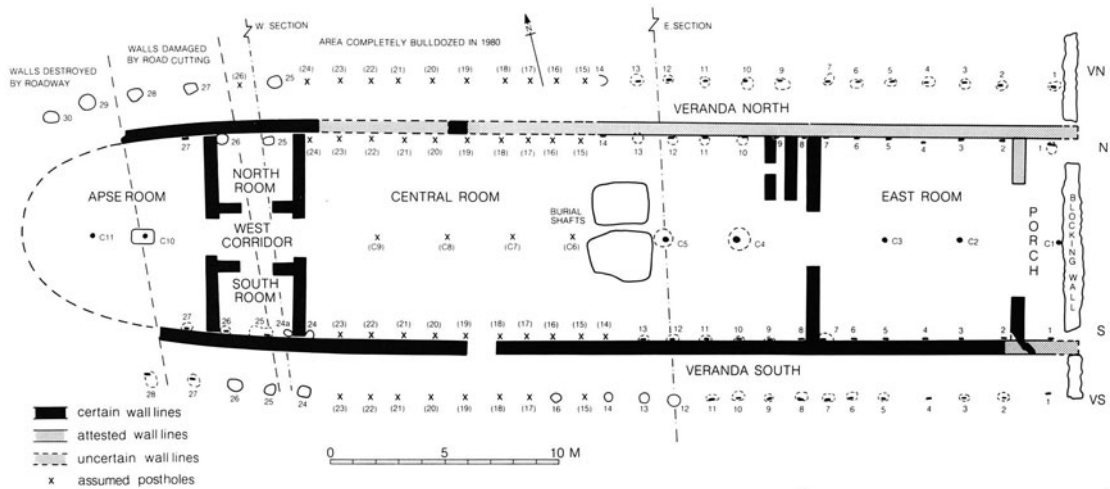 W. SECTION
E. SECTION
N
AREA COMPLETELY BULLDOZED IN 1980
WALLS DAMAGED
BY ROAD CUTTING
WALLS DESTROYED
BY ROADWAY
VN
30 29 28 27 (26) 25 (24) (23) (22) (21) (20) (19) (18) (17) (16) (15) 14 13 12 11 10 9 7 6 5 4 3 2 1
VERANDA NORTH
N
27 26 25 (24) (23) (22) (21) (20) (19) (18) (17) (16) (15) 14 13 12 11 10 9 8 7 6 5 4 3 2 1
NORTH
ROOM
APSE ROOM
CENTRAL ROOM
EAST ROOM
BURIAL
SHAFTS
WEST
CORRIDOR
PORCH
BLOCKING WALL
C11 C10 (C9) (C8) (C7) (C6) C5 C4 C3 C2 C1
SOUTH
ROOM
27 26 25 24a 24 (23) (22) (21) (20) (19) (18) (17) (16) (15) (14) 13 12 11 10 9 8 7 6 5 4 3 2 1
S
VERANDA SOUTH
28 27 26 25 24 (23) (22) (21) (20) (19) (18) (17) 16 (15) 14 13 12 11 10 9 8 7 6 5 4 3 2 1
VS
certain wall lines
attested wall lines
uncertain wall lines
x assumed postholes
0 5 10 M